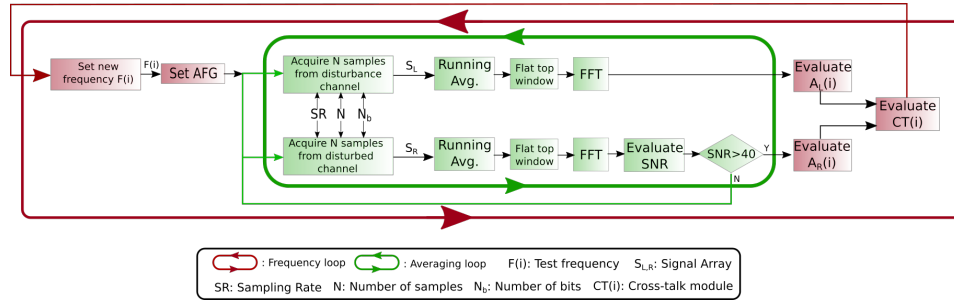 Set new
frequency F(i)
F(i)
Set AFG
Acquire N samples
from disturbance
channel
S_L
Running
Avg.
Flat top
window
FFT
Evaluate
A_L(i)
SR N N_b
Evaluate
CT(i)
Acquire N samples
from disturbed
channel
S_R
Running
Avg.
Flat top
window
FFT
Evaluate
SNR
SNR>40
Y
N
Evaluate
A_R(i)
: Frequency loop : Averaging loop F(i): Test frequency S_L,R: Signal Array
SR: Sampling Rate N: Number of samples N_b: Number of bits CT(i): Cross-talk module